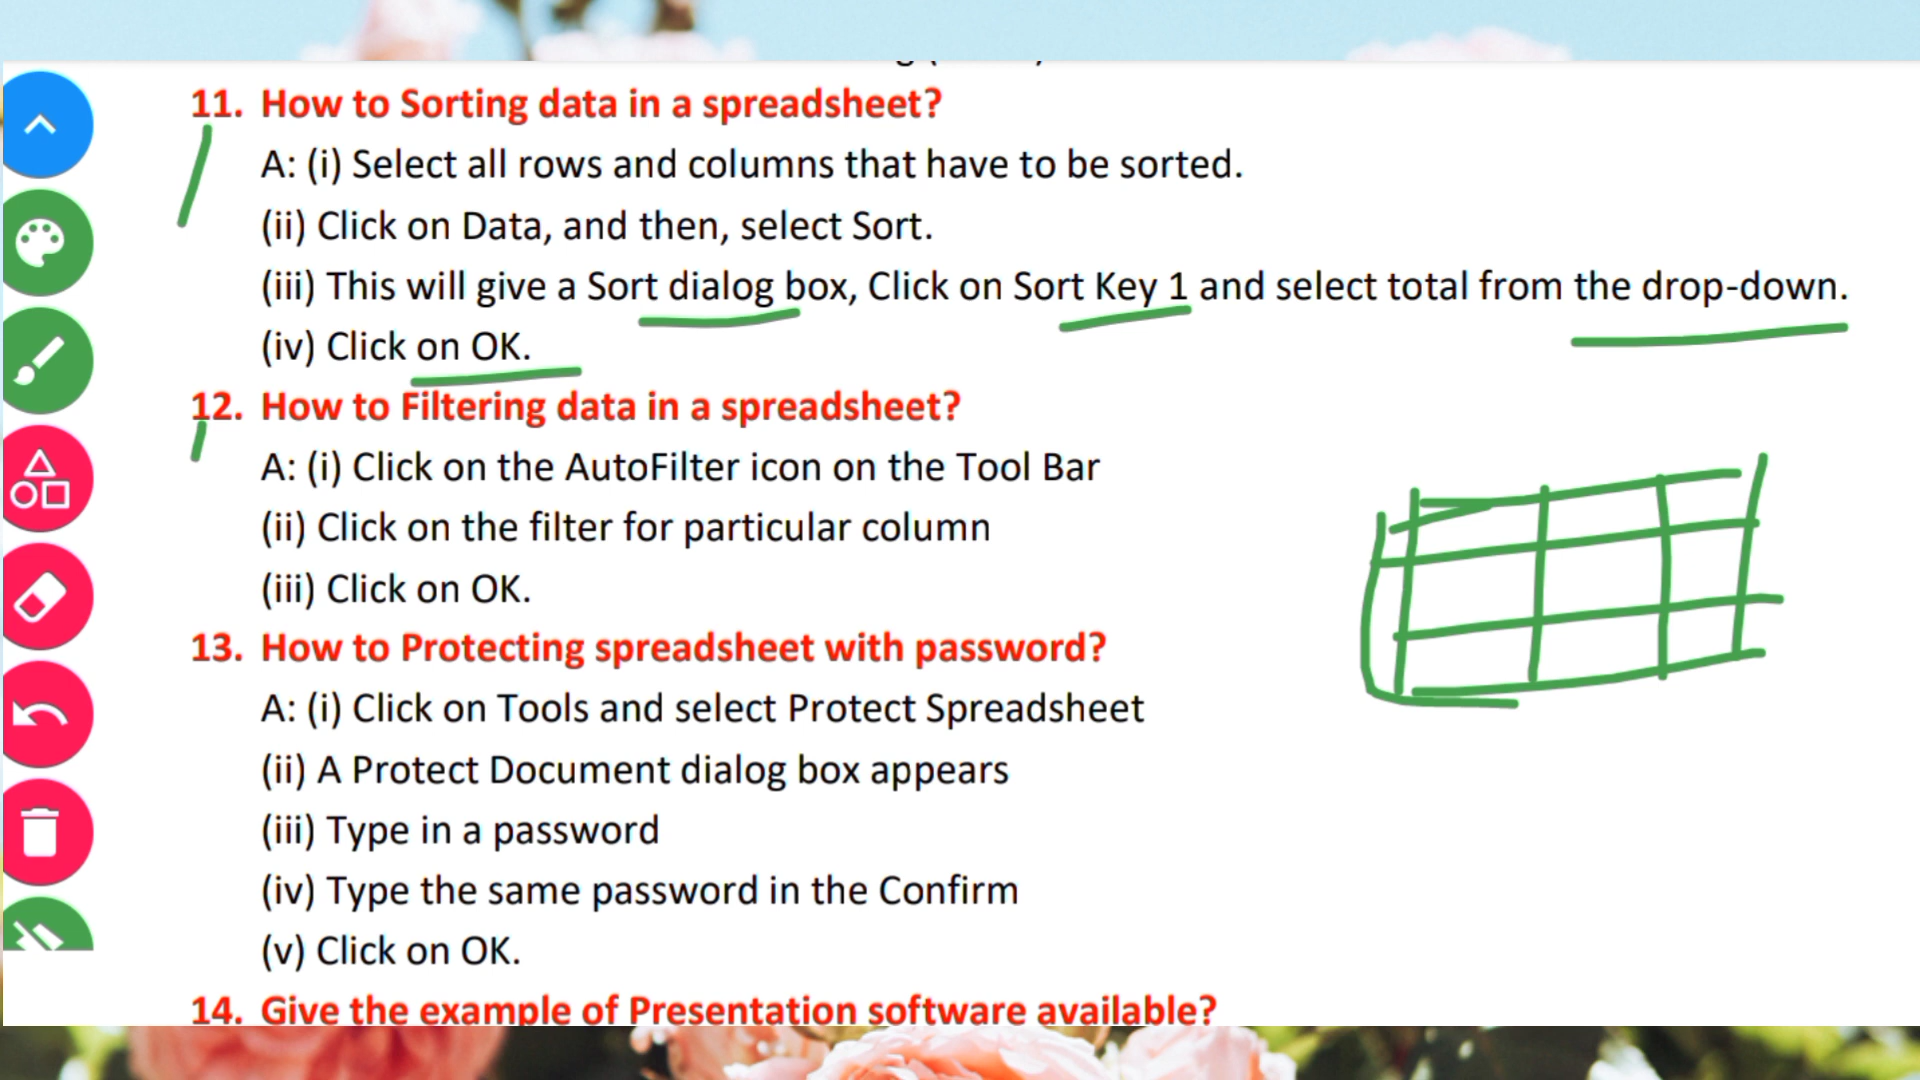 11. How to Sorting data in a spreadsheet?
A: (i) Select all rows and columns that have to be sorted.
(ii) Click on Data, and then, select Sort.
(iii) This will give a Sort dialog box, Click on Sort Key 1 and select total from the drop-down.
(iv) Click on OK.
12. How to Filtering data in a spreadsheet?
A: (i) Click on the AutoFilter icon on the Tool Bar
(ii) Click on the filter for particular column
(iii) Click on OK.
13. How to Protecting spreadsheet with password?
A: (i) Click on Tools and select Protect Spreadsheet
(ii) A Protect Document dialog box appears
(iii) Type in a password
(iv) Type the same password in the Confirm
(v) Click on OK.
14. Give the example of Presentation software available?